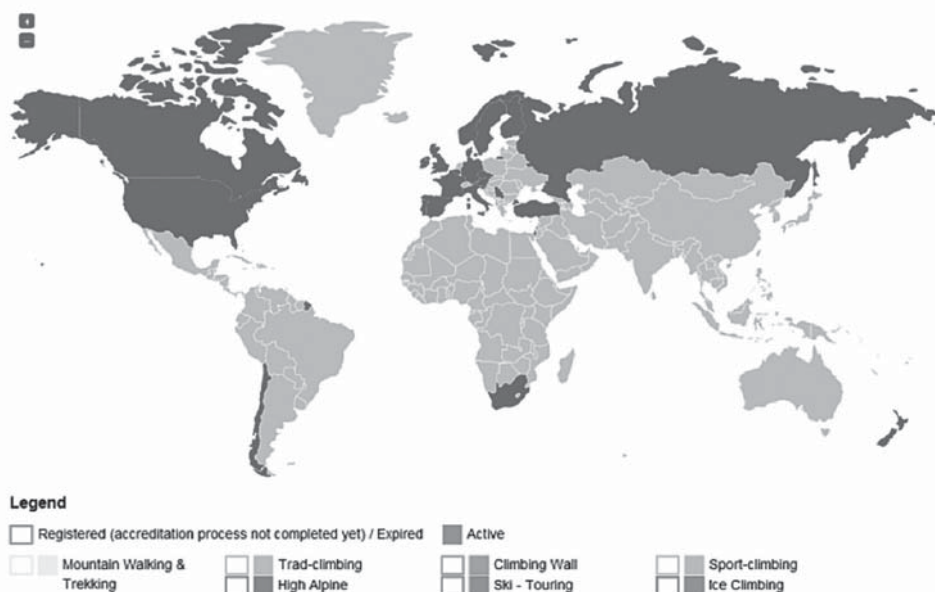 +
–
Legend
Registered (accreditation process not completed yet) / Expired Active
Mountain Walking & Trad-climbing Climbing Wall Sport-climbing
Trekking High Alpine Ski - Touring Ice Climbing